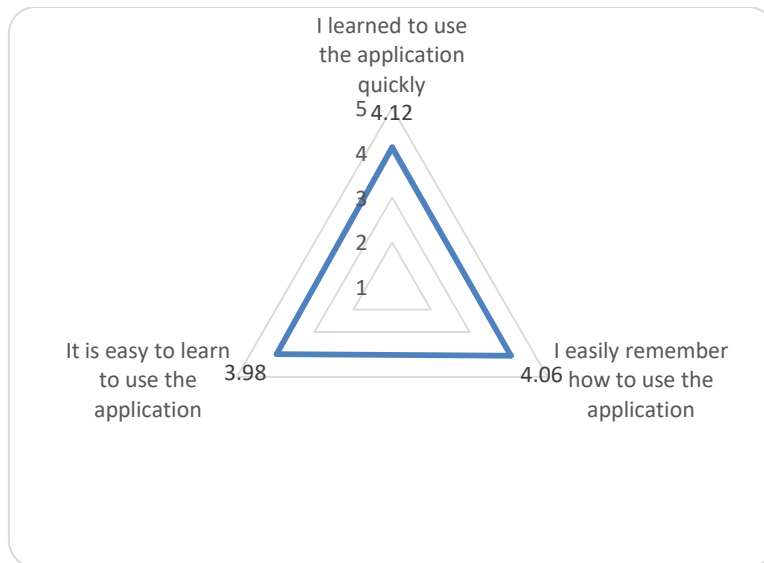 I learned to use
the application
quickly
5
4.12
4
3
2
1
It is easy to learn
to use the
application
3.98
I easily remember
how to use the
application
4.06